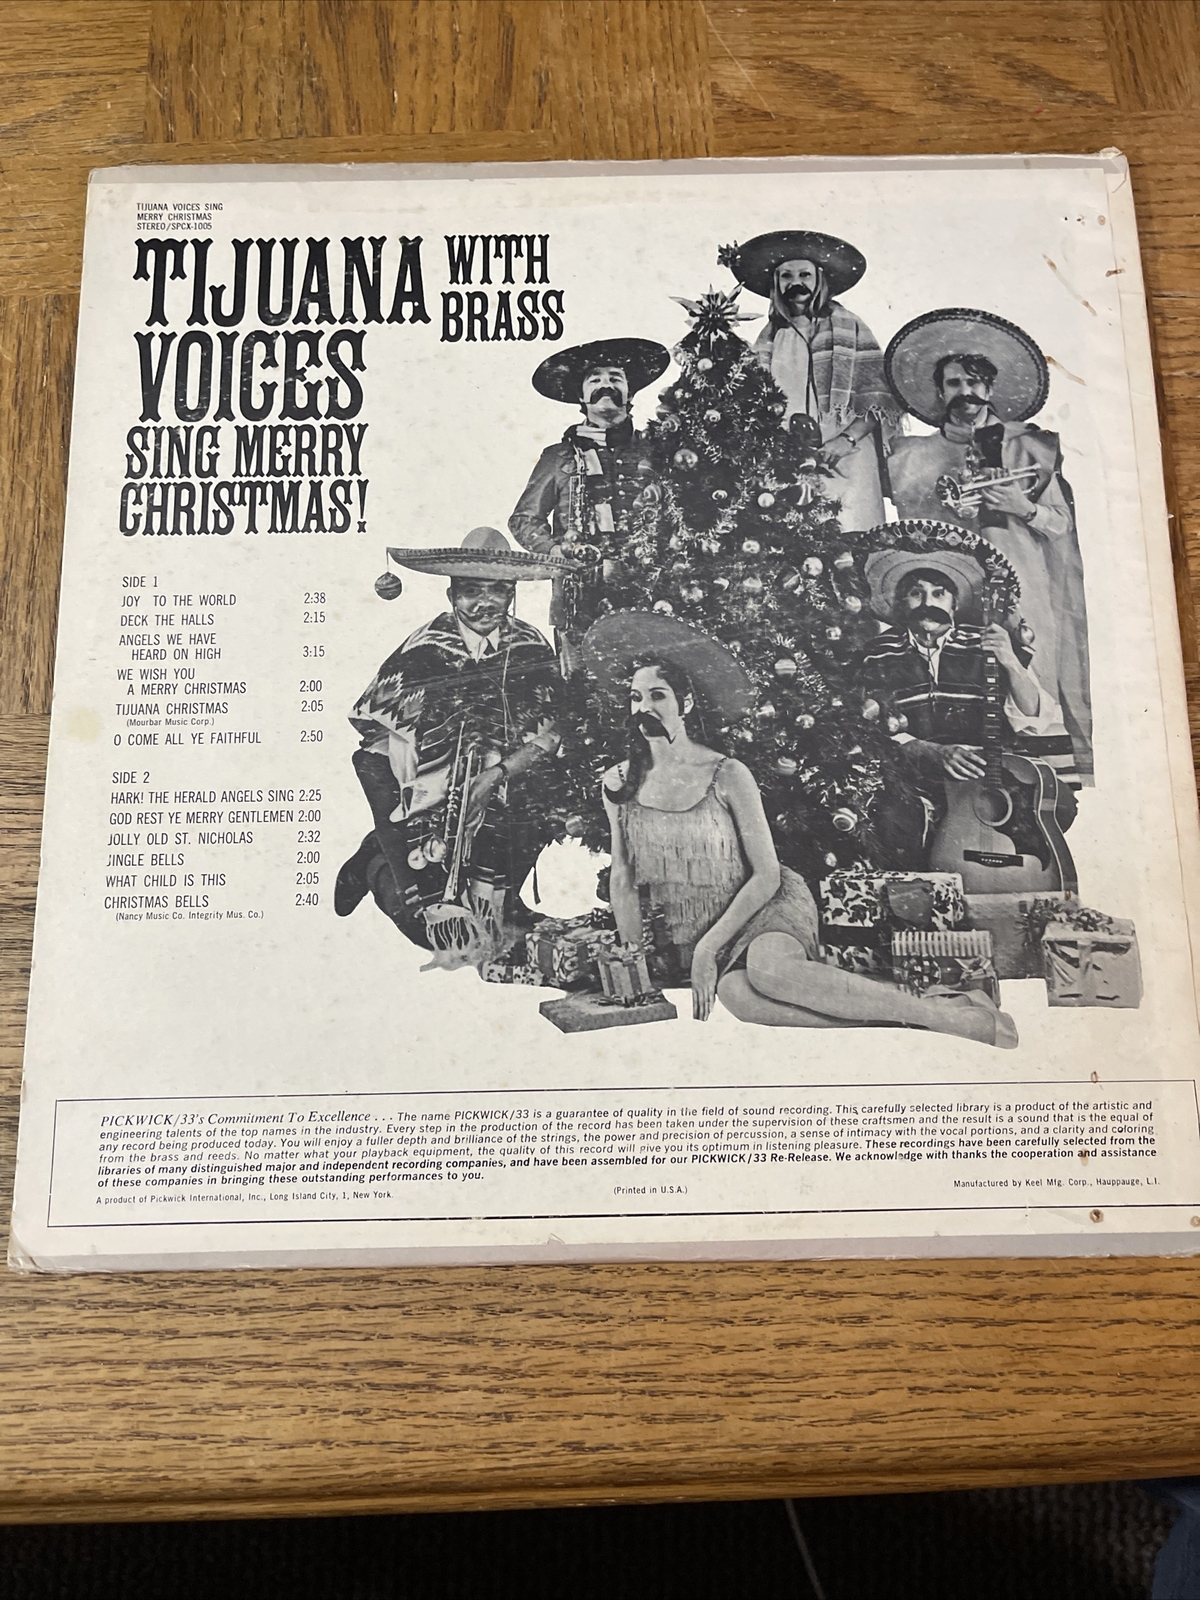 TIJUANA VOICES SING
MERRY CHRISTMAS
STEREO/SPCX-1005
TIJUANA WITH
BRASS
VOICES
SING MERRY
CHRISTMAS!
SIDE 1
JOY TO THE WORLD 2:38
DECK THE HALLS 2:15
ANGELS WE HAVE
HEARD ON HIGH 3:15
WE WISH YOU
A MERRY CHRISTMAS 2:00
TIJUANA CHRISTMAS 2:05
(Mourbar Music Corp.)
O COME ALL YE FAITHFUL 2:50
SIDE 2
HARK! THE HERALD ANGELS SING 2:25
GOD REST YE MERRY GENTLEMEN 2:00
JOLLY OLD ST. NICHOLAS 2:32
JINGLE BELLS 2:00
WHAT CHILD IS THIS 2:05
CHRISTMAS BELLS 2:40
(Nancy Music Co. Integrity Mus. Co.)
PICKWICK/33's Commitment To Excellence . . . The name PICKWICK/33 is a guarantee of quality in the field of sound recording. This carefully selected library is a product of the artistic and
engineering talents of the top names in the industry. Every step in the production of the record has been taken under the supervision of these craftsmen and the result is a sound that is the equal of
any record being produced today. You will enjoy a fuller depth and brilliance of the strings, the power and precision of percussion, a sense of intimacy with the vocal portions, and a clarity and coloring
from the brass and reeds. No matter what your playback equipment, the quality of this record will give you its optimum in listening pleasure. These recordings have been carefully selected from the
libraries of many distinguished major and independent recording companies, and have been assembled for our PICKWICK/33 Re-Release. We acknowledge with thanks the cooperation and assistance
of these companies in bringing these outstanding performances to you.
A product of Pickwick International, Inc., Long Island City, 1, New York. (Printed in U.S.A.) Manufactured by Keel Mfg. Corp., Hauppauge, L.I.